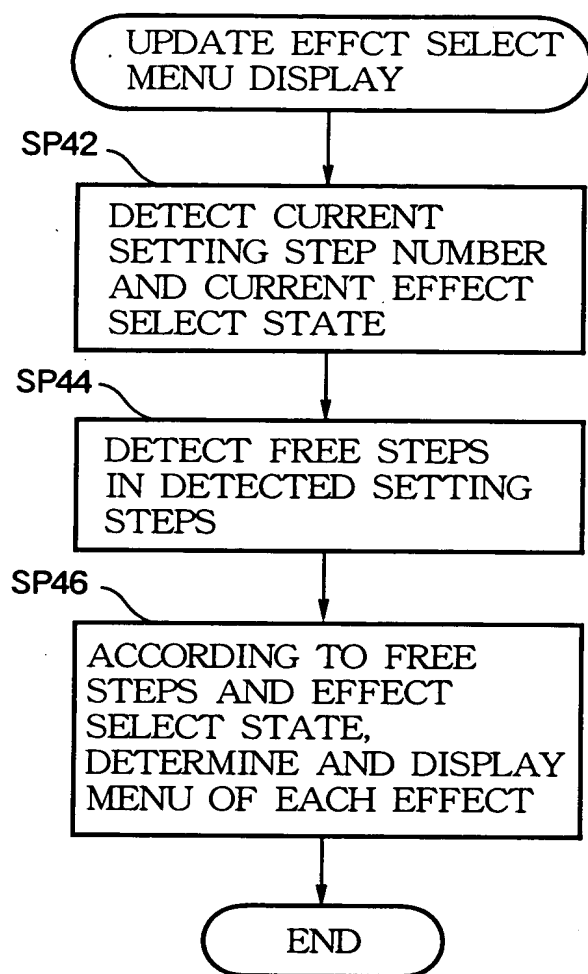 UPDATE EFFCT SELECT
MENU DISPLAY
SP42
DETECT CURRENT
SETTING STEP NUMBER
AND CURRENT EFFECT
SELECT STATE
SP44
DETECT FREE STEPS
IN DETECTED SETTING
STEPS
SP46
ACCORDING TO FREE
STEPS AND EFFECT
SELECT STATE,
DETERMINE AND DISPLAY
MENU OF EACH EFFECT
END